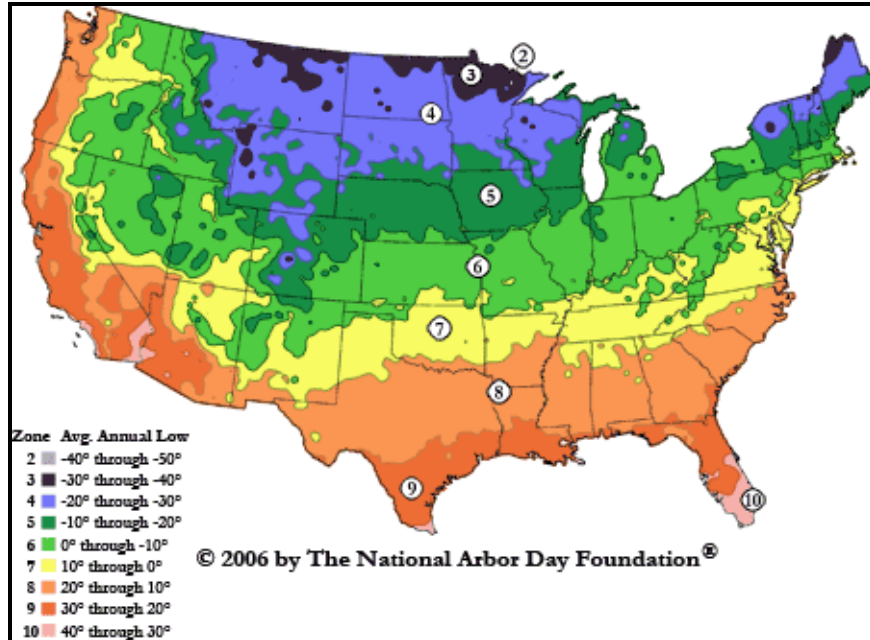 2
3
4
5
6
7
8
9
10
Zone Avg. Annual Low
2 -40° through -50°
3 -30° through -40°
4 -20° through -30°
5 -10° through -20°
6 0° through -10°
7 10° through 0°
8 20° through 10°
9 30° through 20°
10 40° through 30°
© 2006 by The National Arbor Day Foundation®